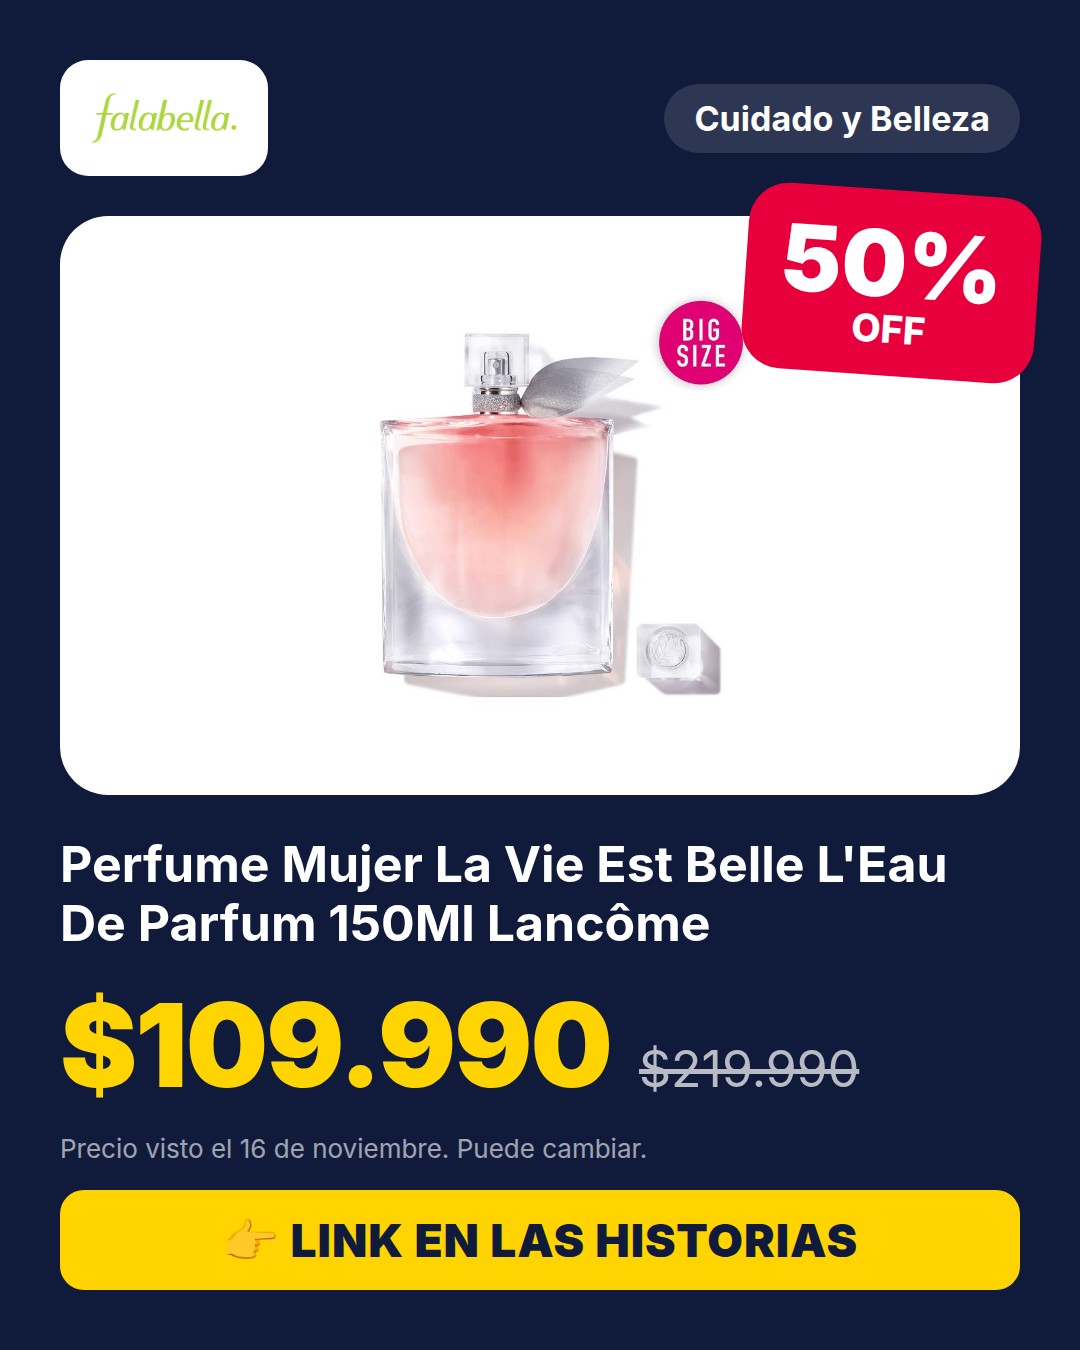 falabella.
Cuidado y Belleza
50%
OFF
BIG
SIZE
Perfume Mujer La Vie Est Belle L'Eau
De Parfum 150Ml Lancôme
$109.990 $219.990
Precio visto el 16 de noviembre. Puede cambiar.
👉 LINK EN LAS HISTORIAS